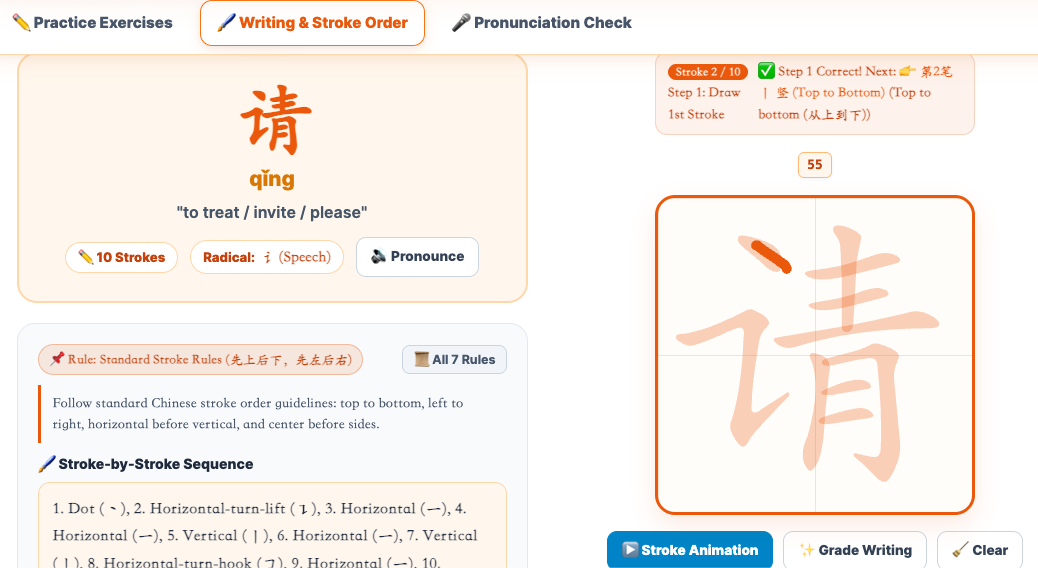 ✏️ Practice Exercises
🖌️ Writing & Stroke Order
🎤 Pronunciation Check
请
qǐng
"to treat / invite / please"
✏️ 10 Strokes
Radical: 讠 (Speech)
🔊 Pronounce
📌 Rule: Standard Stroke Rules (先上后下，先左后右)
📜 All 7 Rules
Follow standard Chinese stroke order guidelines: top to bottom, left to
right, horizontal before vertical, and center before sides.
🖌️ Stroke-by-Stroke Sequence
1. Dot (丶), 2. Horizontal-turn-lift (㇊), 3. Horizontal (一), 4.
Horizontal (一), 5. Vertical (丨), 6. Horizontal (一), 7. Vertical
(丨), 8. Horizontal-turn-hook (㇆), 9. Horizontal (一), 10.
Stroke 2 / 10
Step 1: Draw
1st Stroke
✅ Step 1 Correct! Next: 👉 第2笔
丨 竖 (Top to Bottom) (Top to
bottom (从上到下))
55
请
▶️ Stroke Animation
✨ Grade Writing
🧹 Clear